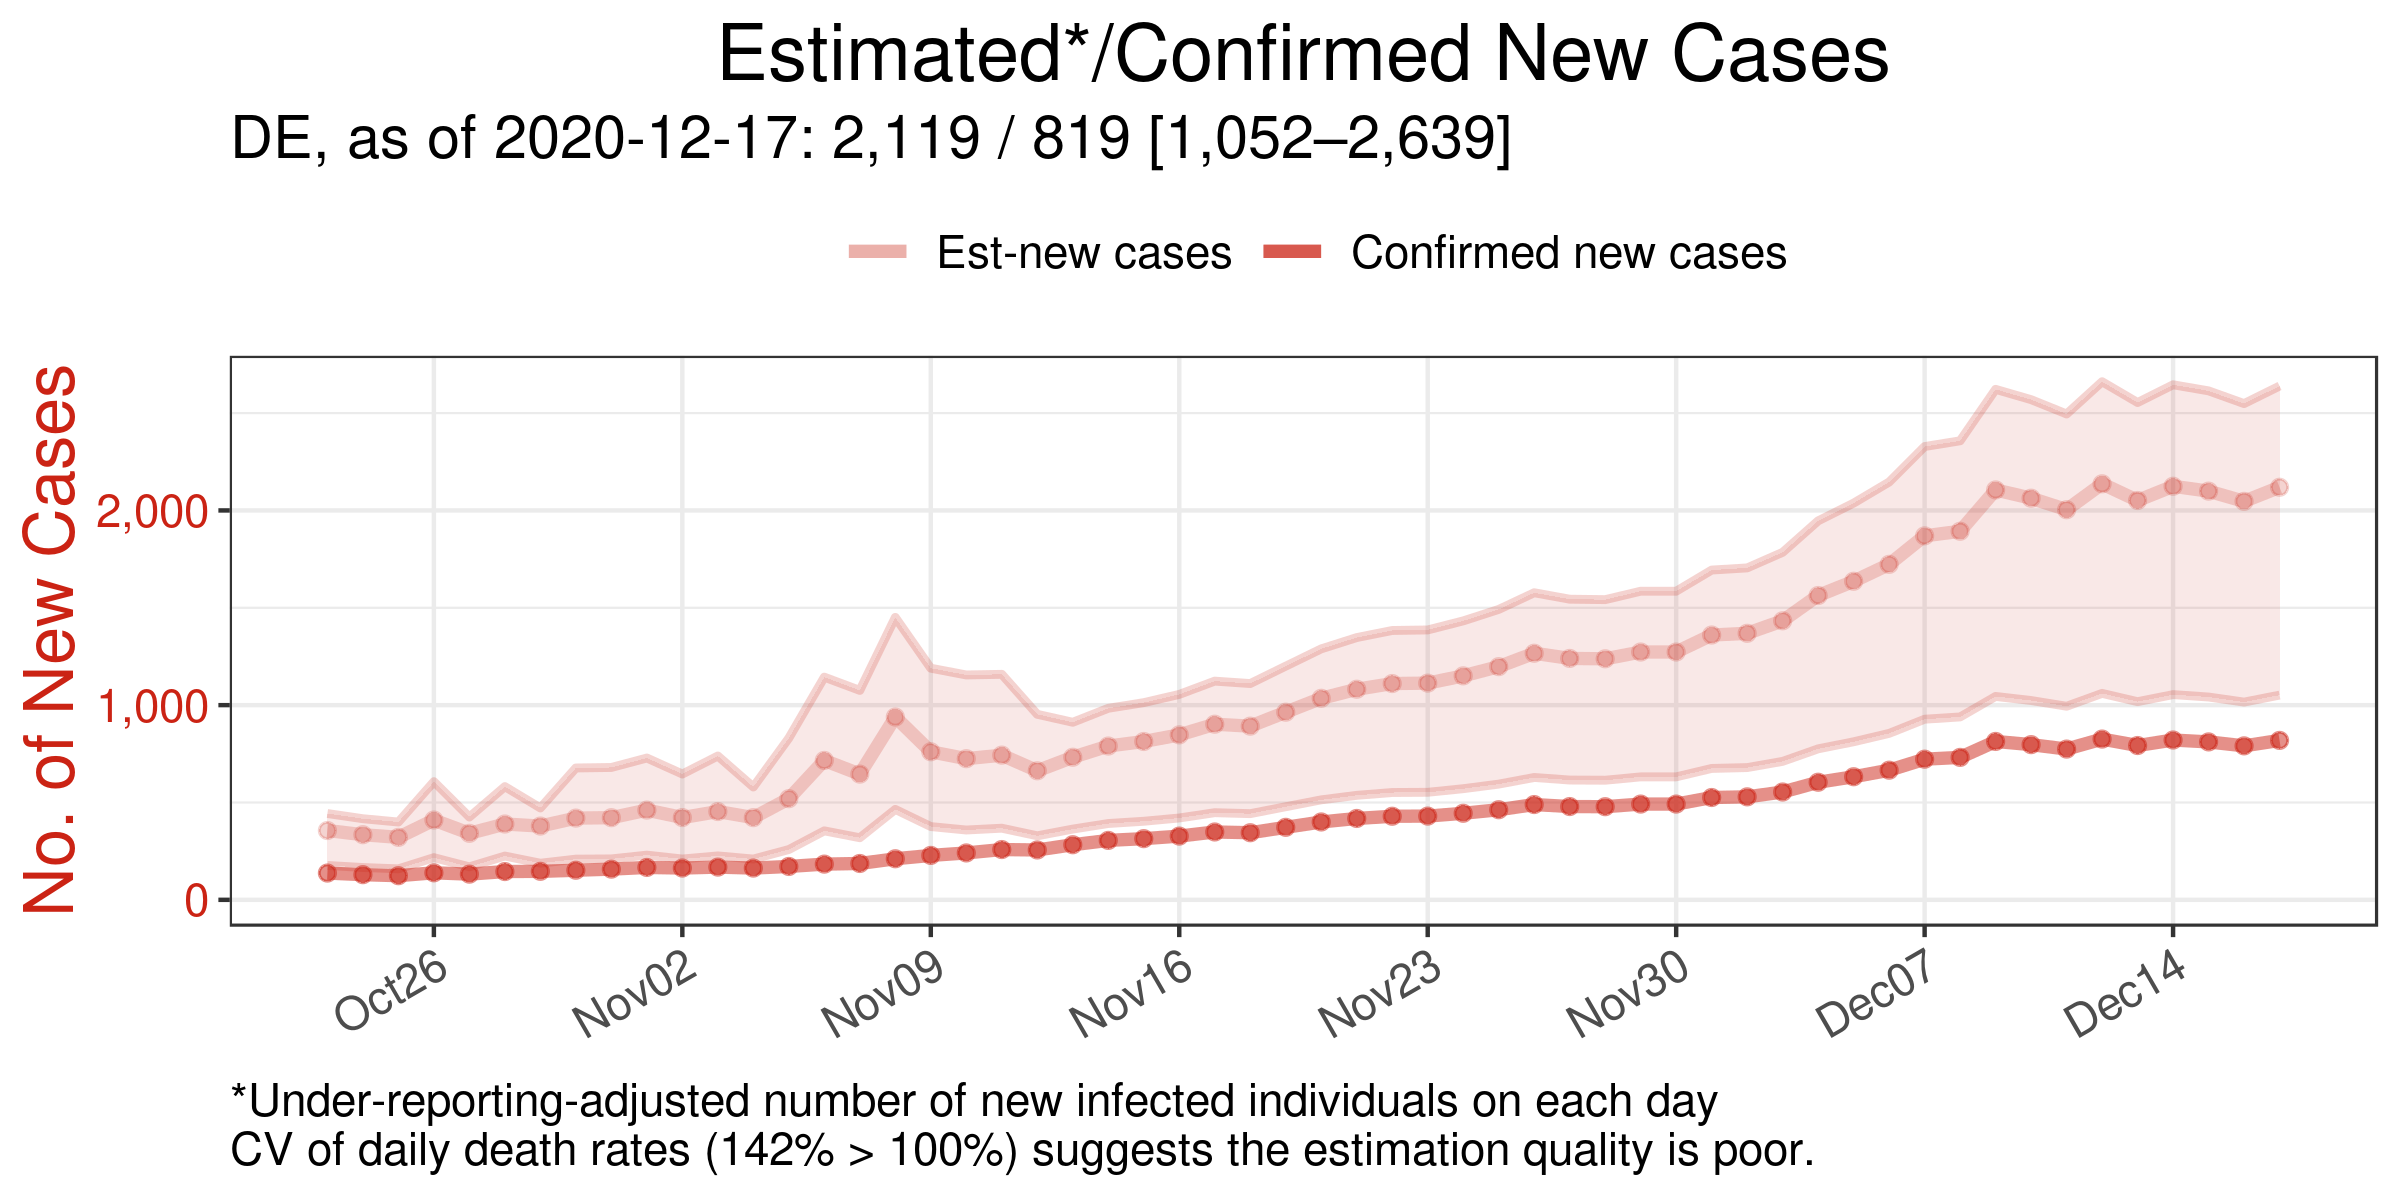 Estimated*/Confirmed New Cases
DE, as of 2020-12-17: 2,119 / 819 [1,052–2,639]
Est-new cases Confirmed new cases
No. of New Cases
2,000
1,000
0
Oct26 Nov02 Nov09 Nov16 Nov23 Nov30 Dec07 Dec14
*Under-reporting-adjusted number of new infected individuals on each day
CV of daily death rates (142% > 100%) suggests the estimation quality is poor.